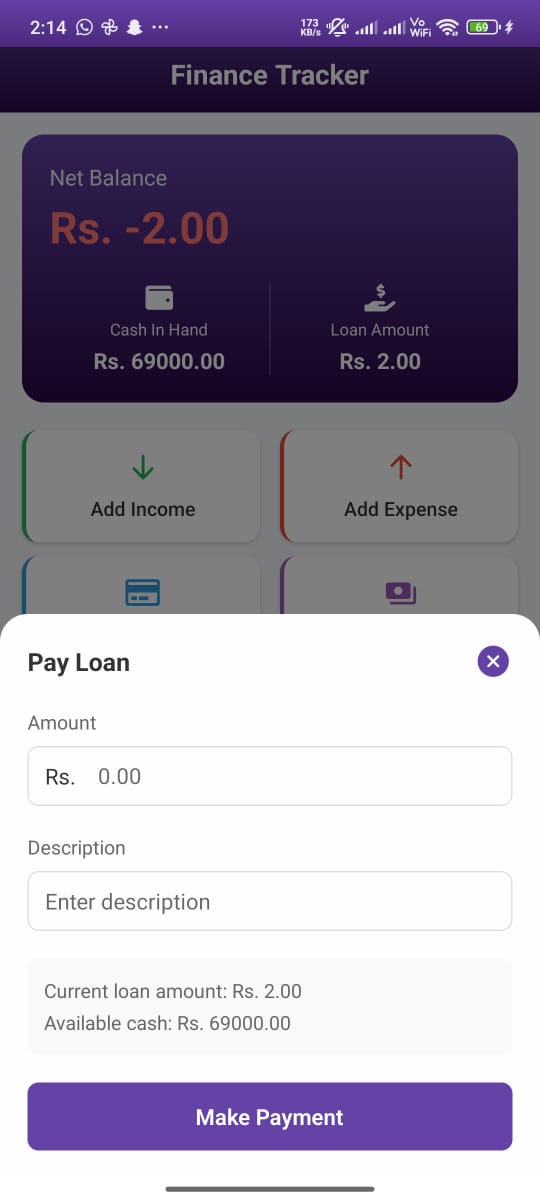 2:14 ... 173 KB/s Vo WiFi 69
Finance Tracker
Net Balance
Rs. -2.00
Cash In Hand Loan Amount
Rs. 69000.00 Rs. 2.00
Add Income Add Expense
Pay Loan
Amount
Rs. 0.00
Description
Enter description
Current loan amount: Rs. 2.00
Available cash: Rs. 69000.00
Make Payment